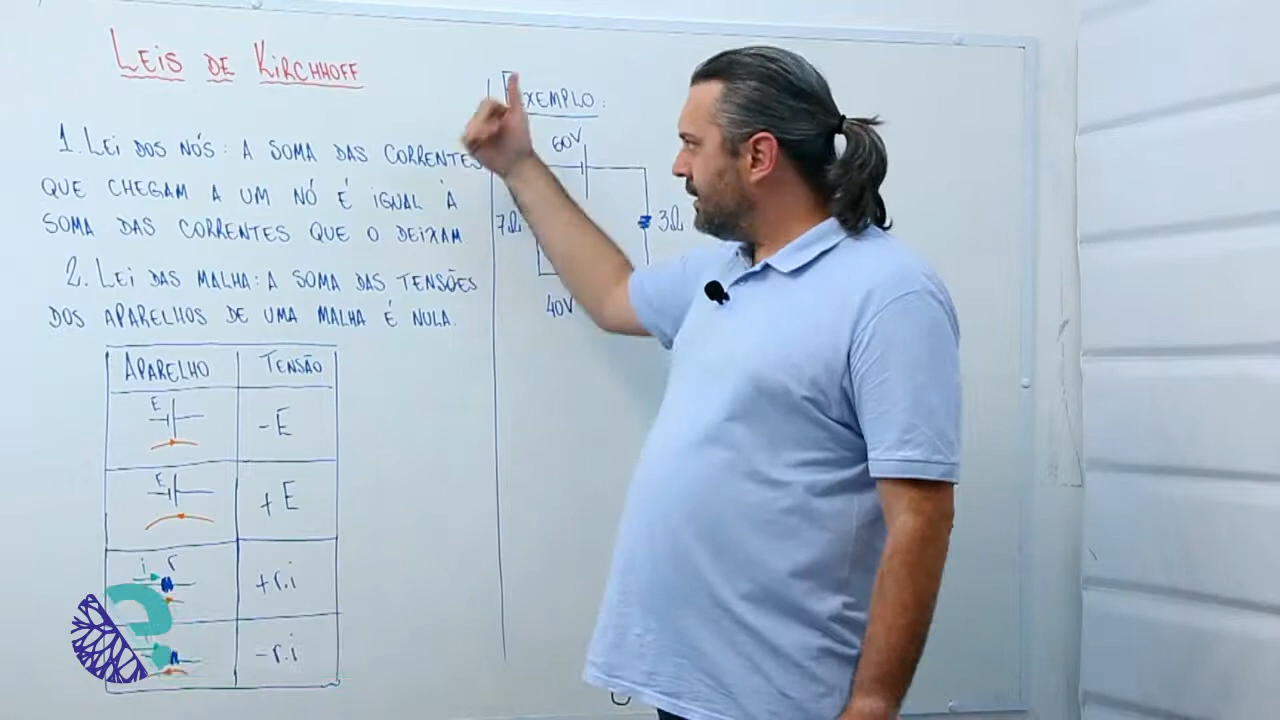 LEIS DE KIRCHHOFF
1. LEI DOS NÓS: A SOMA DAS CORRENTES
QUE CHEGAM A UM NÓ É IGUAL À
SOMA DAS CORRENTES QUE O DEIXAM
2. LEI DAS MALHA: A SOMA DAS TENSÕES
DOS APARELHOS DE UMA MALHA É NULA.
APARELHO TENSÃO
E -E
E +E
i r +r.i
-r.i
EXEMPLO:
60V
7Ω 3Ω
40V